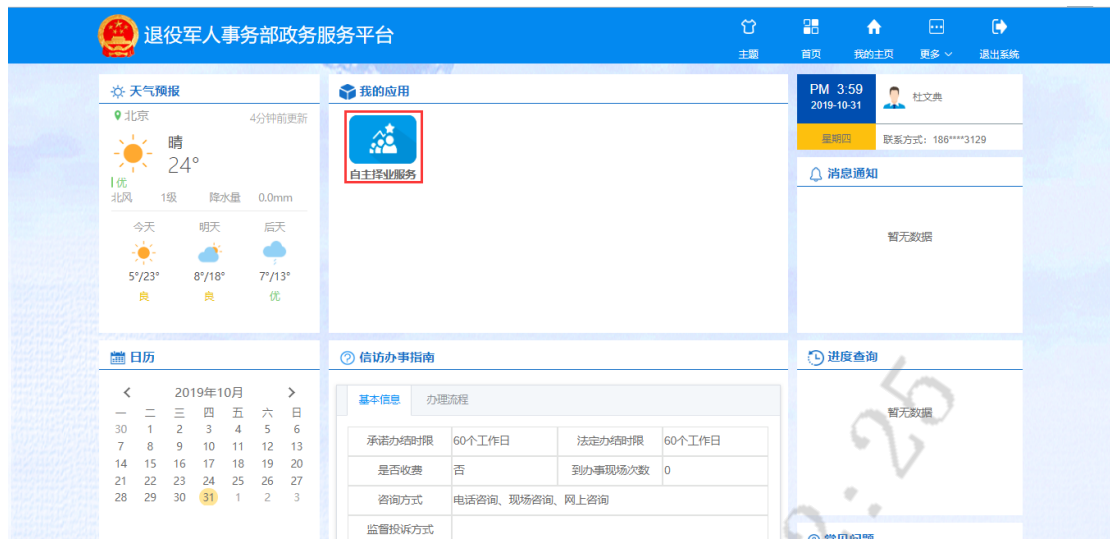 退役军人事务部政务服务平台
主题 首页 我的主页 更多 退出系统
天气预报
北京 4分钟前更新
晴
24°
优
北风 1级 降水量 0.0mm
今天 明天 后天
5°/23° 8°/18° 7°/13°
良 良 优
我的应用
自主择业服务
PM 3:59
2019-10-31
杜文典
星期四 联系方式：186****3129
消息通知
暂无数据
日历
2019年10月
一 二 三 四 五 六 日
30 1 2 3 4 5 6
7 8 9 10 11 12 13
14 15 16 17 18 19 20
21 22 23 24 25 26 27
28 29 30 31 1 2 3
信访办事指南
基本信息 办理流程
承诺办结时限 60个工作日 法定办结时限 60个工作日
是否收费 否 到办事现场次数 0
咨询方式 电话咨询、现场咨询、网上咨询
监督投诉方式
进度查询
暂无数据
常见问题